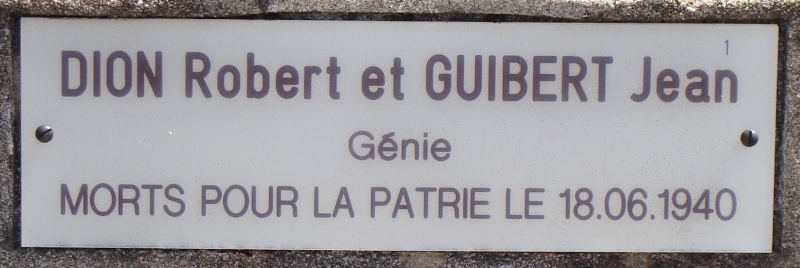 1
DION Robert et GUIBERT Jean
Génie
MORTS POUR LA PATRIE LE 18.06.1940